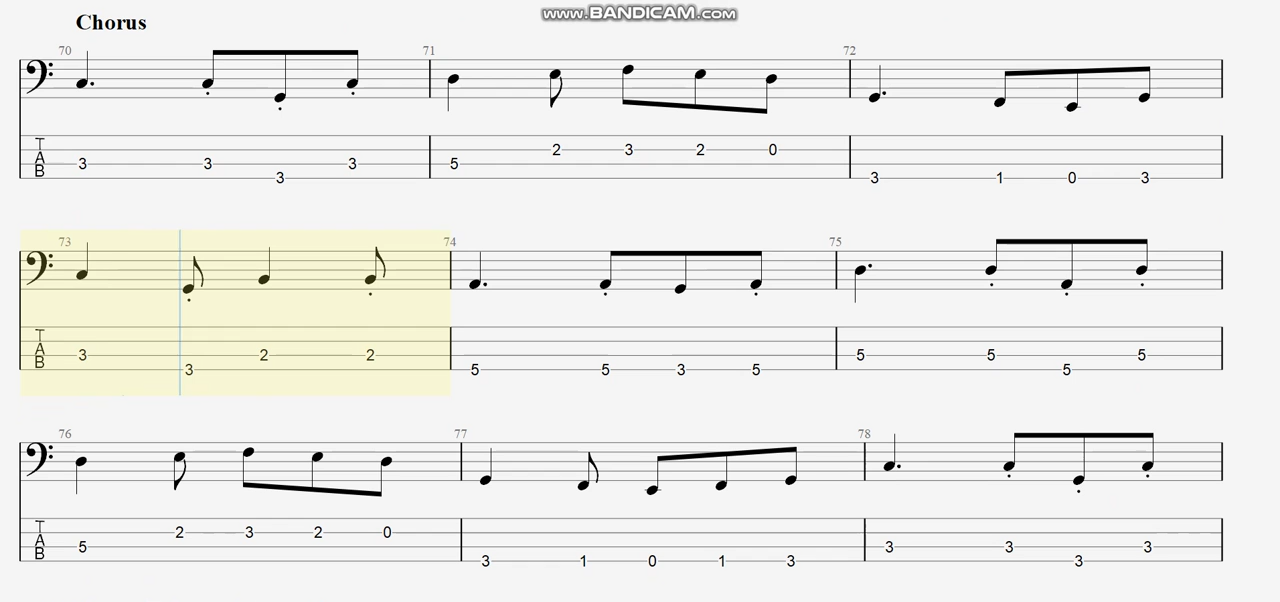 www.BANDICAM.com
Chorus
70 71 72
T
A
B
3 3 3 3 5 2 3 2 0 3 1 0 3
73 74 75
T
A
B
3 3 2 2 5 5 3 5 5 5 5 5
76 77 78
T
A
B
5 2 3 2 0 3 1 0 1 3 3 3 3 3